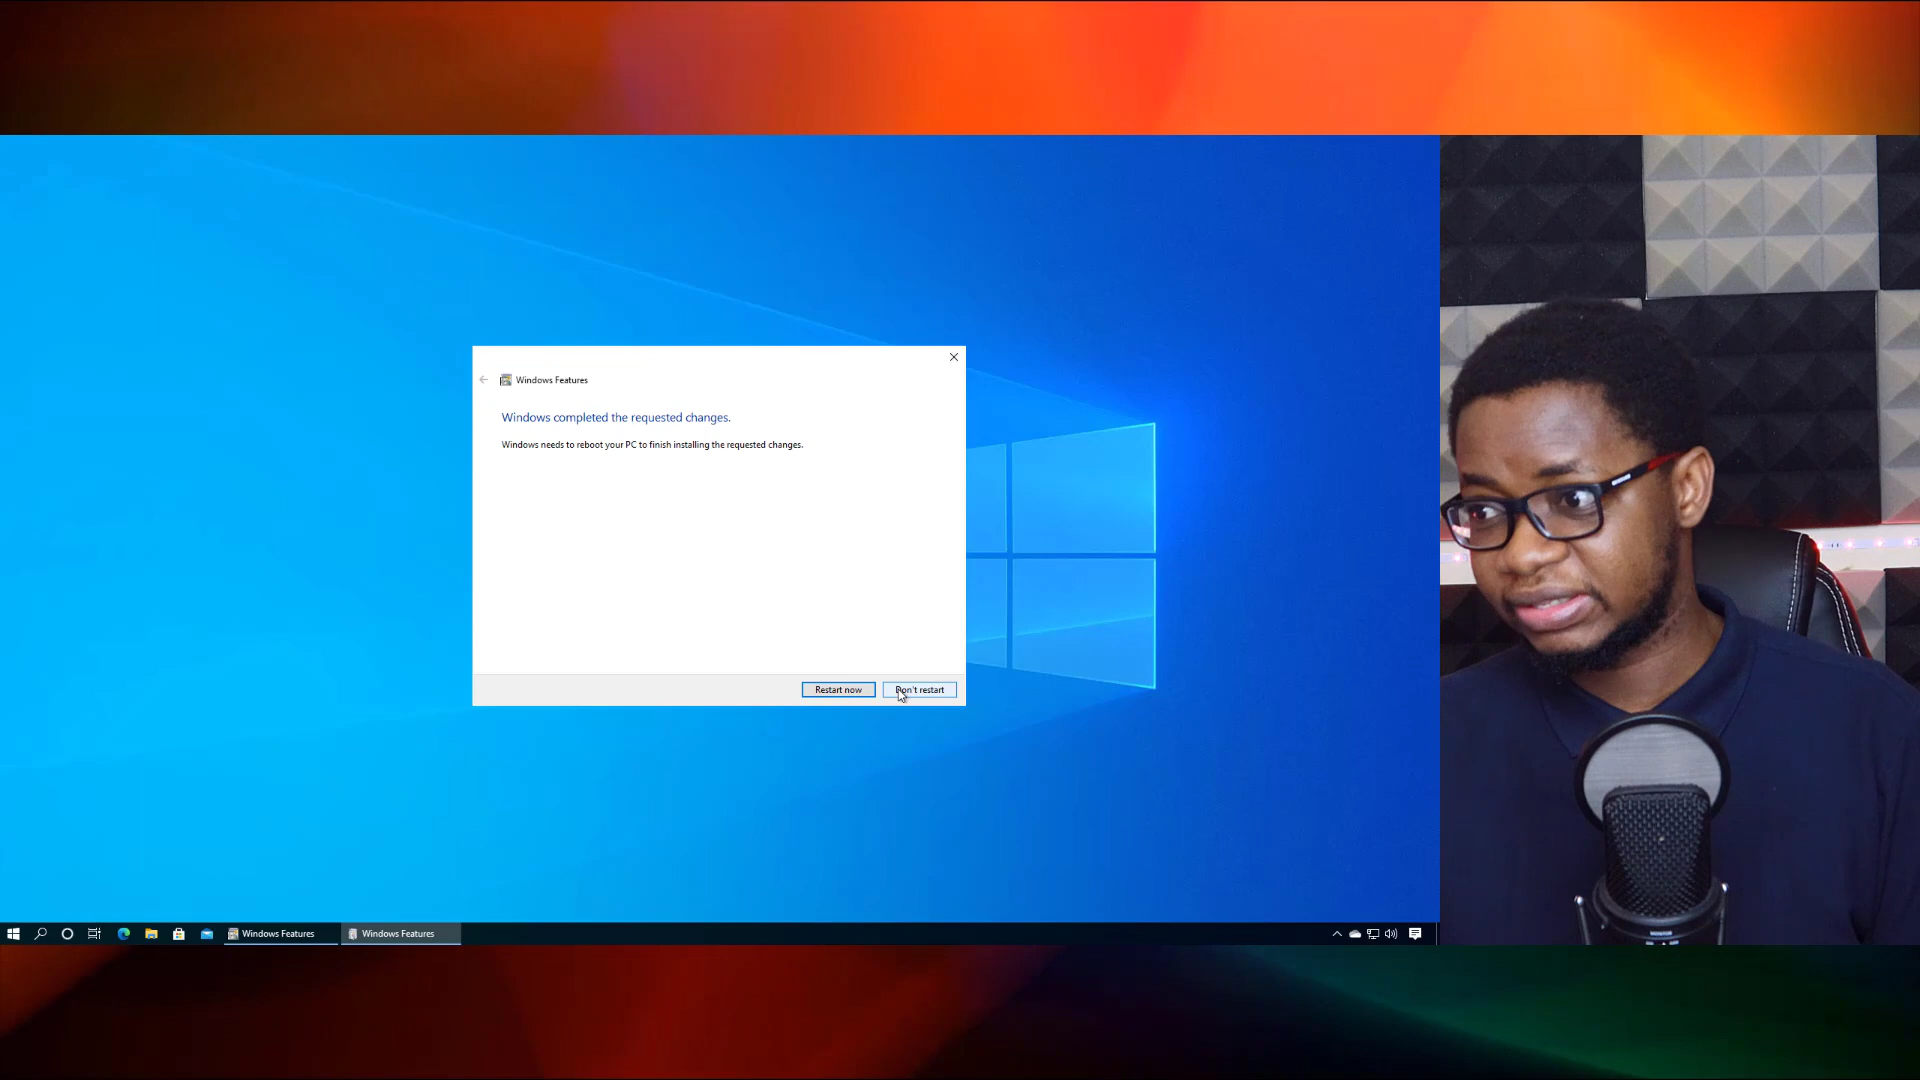 Windows Features
Windows completed the requested changes.
Windows needs to reboot your PC to finish installing the requested changes.
Restart now
Don't restart
Windows Features
Windows Features
MONITOR